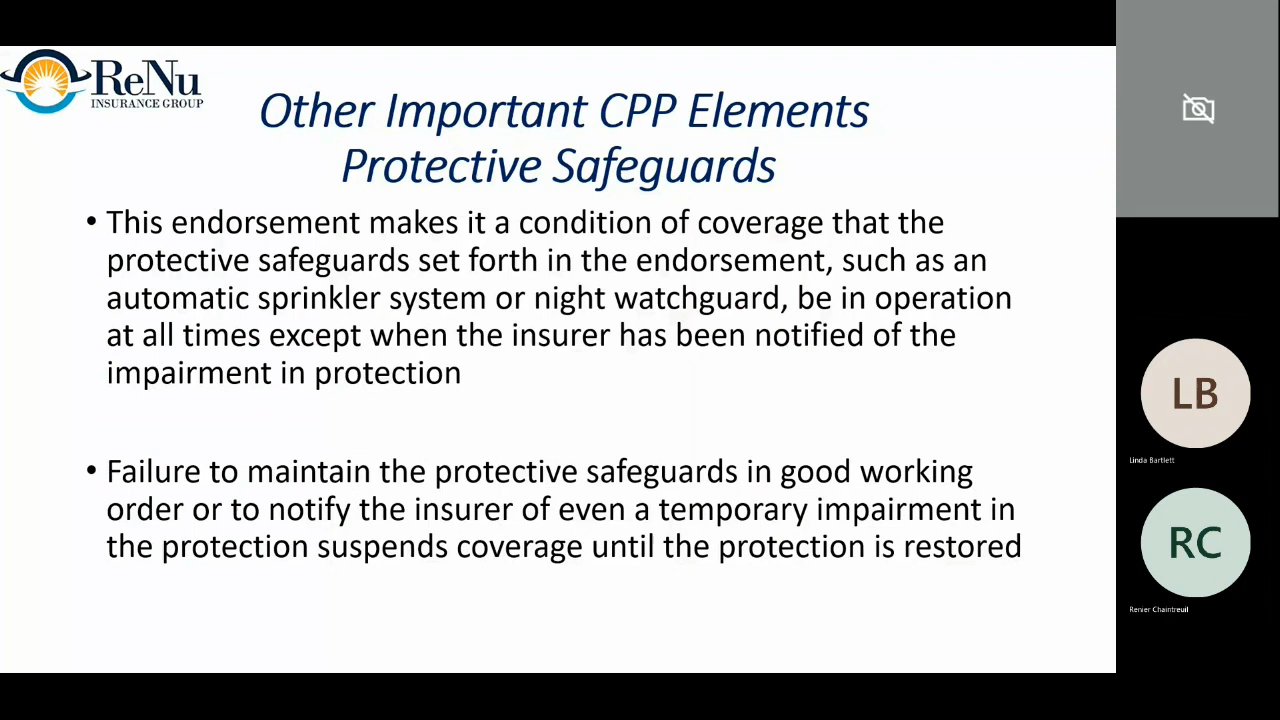 ReNu
INSURANCE GROUP
Other Important CPP Elements
Protective Safeguards
• This endorsement makes it a condition of coverage that the
protective safeguards set forth in the endorsement, such as an
automatic sprinkler system or night watchguard, be in operation
at all times except when the insurer has been notified of the
impairment in protection
• Failure to maintain the protective safeguards in good working
order or to notify the insurer of even a temporary impairment in
the protection suspends coverage until the protection is restored
LB
Linda Bartlett
RC
Renier Chaintreuil